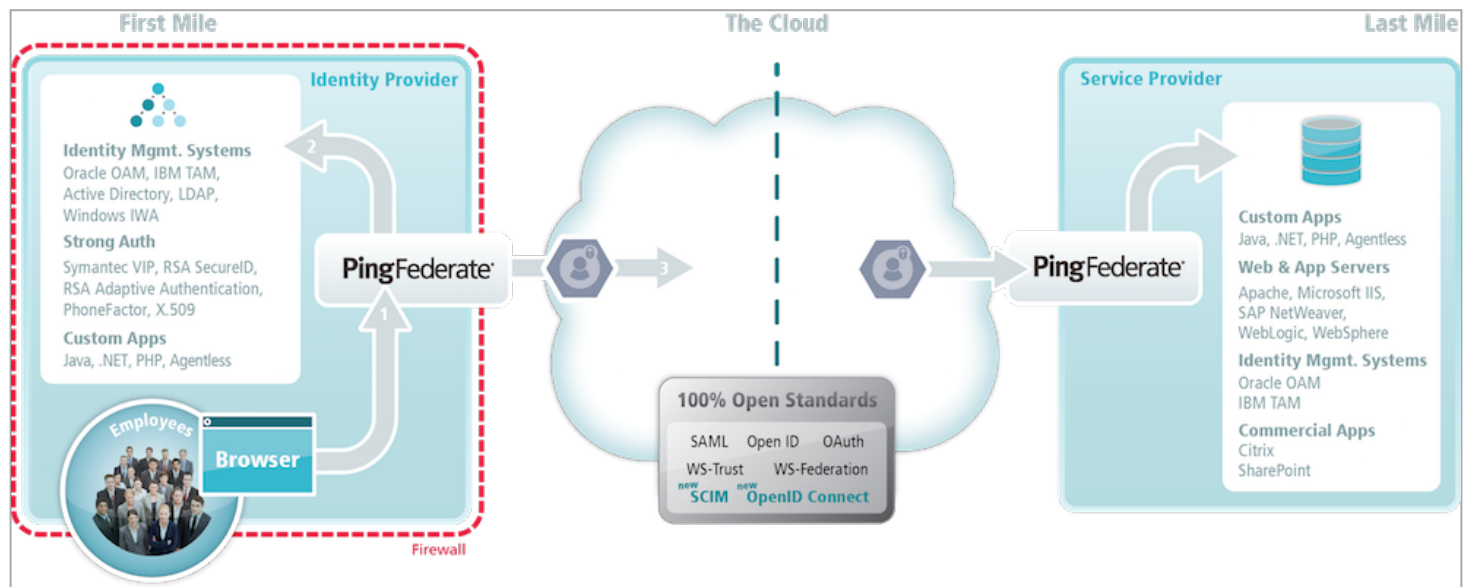 First Mile
The Cloud
Last Mile
Identity Provider
Identity Mgmt. Systems
Oracle OAM, IBM TAM,
Active Directory, LDAP,
Windows IWA
Strong Auth
Symantec VIP, RSA SecureID,
RSA Adaptive Authentication,
PhoneFactor, X.509
Custom Apps
Java, .NET, PHP, Agentless
2
PingFederate®
1
Employees
Browser
Firewall
3
100% Open Standards
SAML Open ID OAuth
WS-Trust WS-Federation
new SCIM new OpenID Connect
Service Provider
PingFederate®
Custom Apps
Java, .NET, PHP, Agentless
Web & App Servers
Apache, Microsoft IIS,
SAP NetWeaver,
WebLogic, WebSphere
Identity Mgmt. Systems
Oracle OAM
IBM TAM
Commercial Apps
Citrix
SharePoint